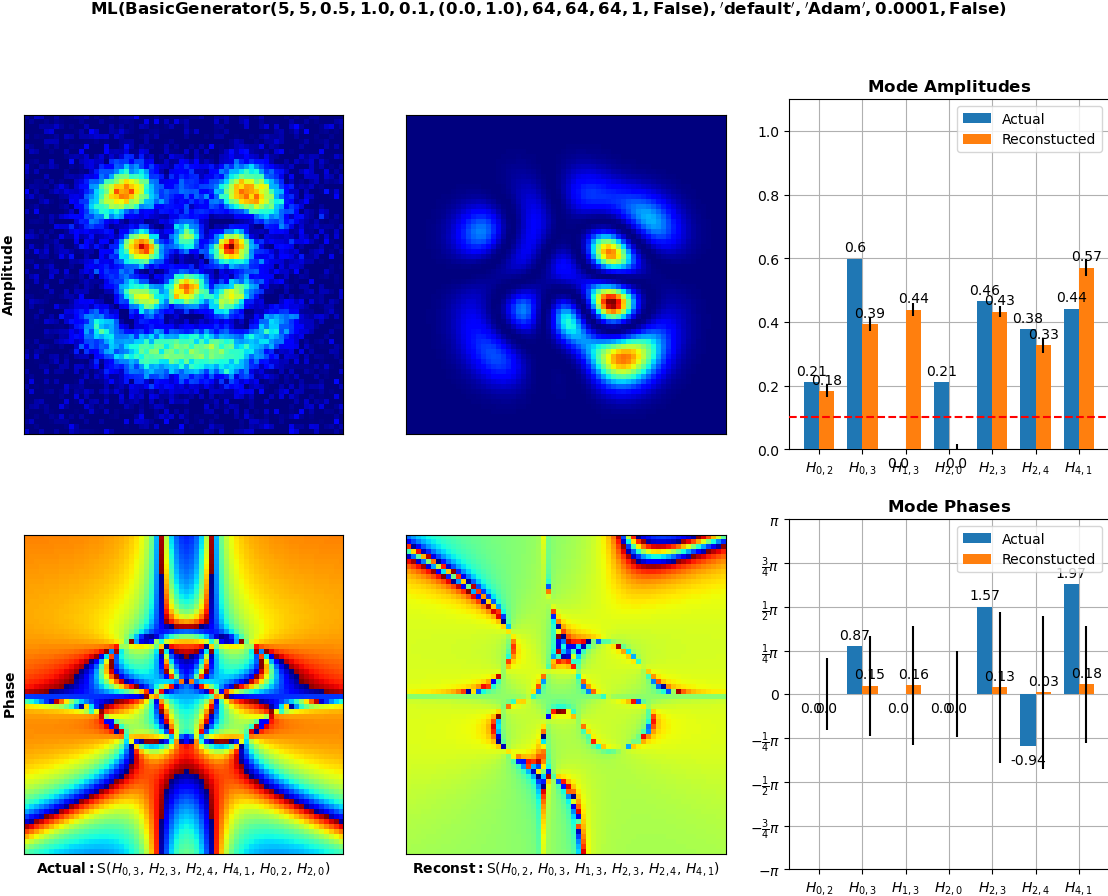 ML(BasicGenerator(5, 5, 0.5, 1.0, 0.1, (0.0, 1.0), 64, 64, 64, 1, False), ′default′, ′Adam′, 0.0001, False)
Amplitude
Mode Amplitudes
Actual
Reconstucted
1.0
0.8
0.6
0.4
0.2
0.0
0.21
0.18
0.6
0.39
0.0
0.44
0.21
0.0
0.46
0.43
0.38
0.33
0.44
0.57
H0,2 H0,3 H1,3 H2,0 H2,3 H2,4 H4,1
Phase
Actual: S(H0,3, H2,3, H2,4, H4,1, H0,2, H2,0)
Reconst: S(H0,2, H0,3, H1,3, H2,3, H2,4, H4,1)
Mode Phases
Actual
Reconstucted
π
3/4π
1/2π
1/4π
0
−1/4π
−1/2π
−3/4π
−π
0.0
0.0
0.87
0.15
0.0
0.16
0.0
0.0
1.57
0.13
-0.94
0.03
1.97
0.18
H0,2 H0,3 H1,3 H2,0 H2,3 H2,4 H4,1